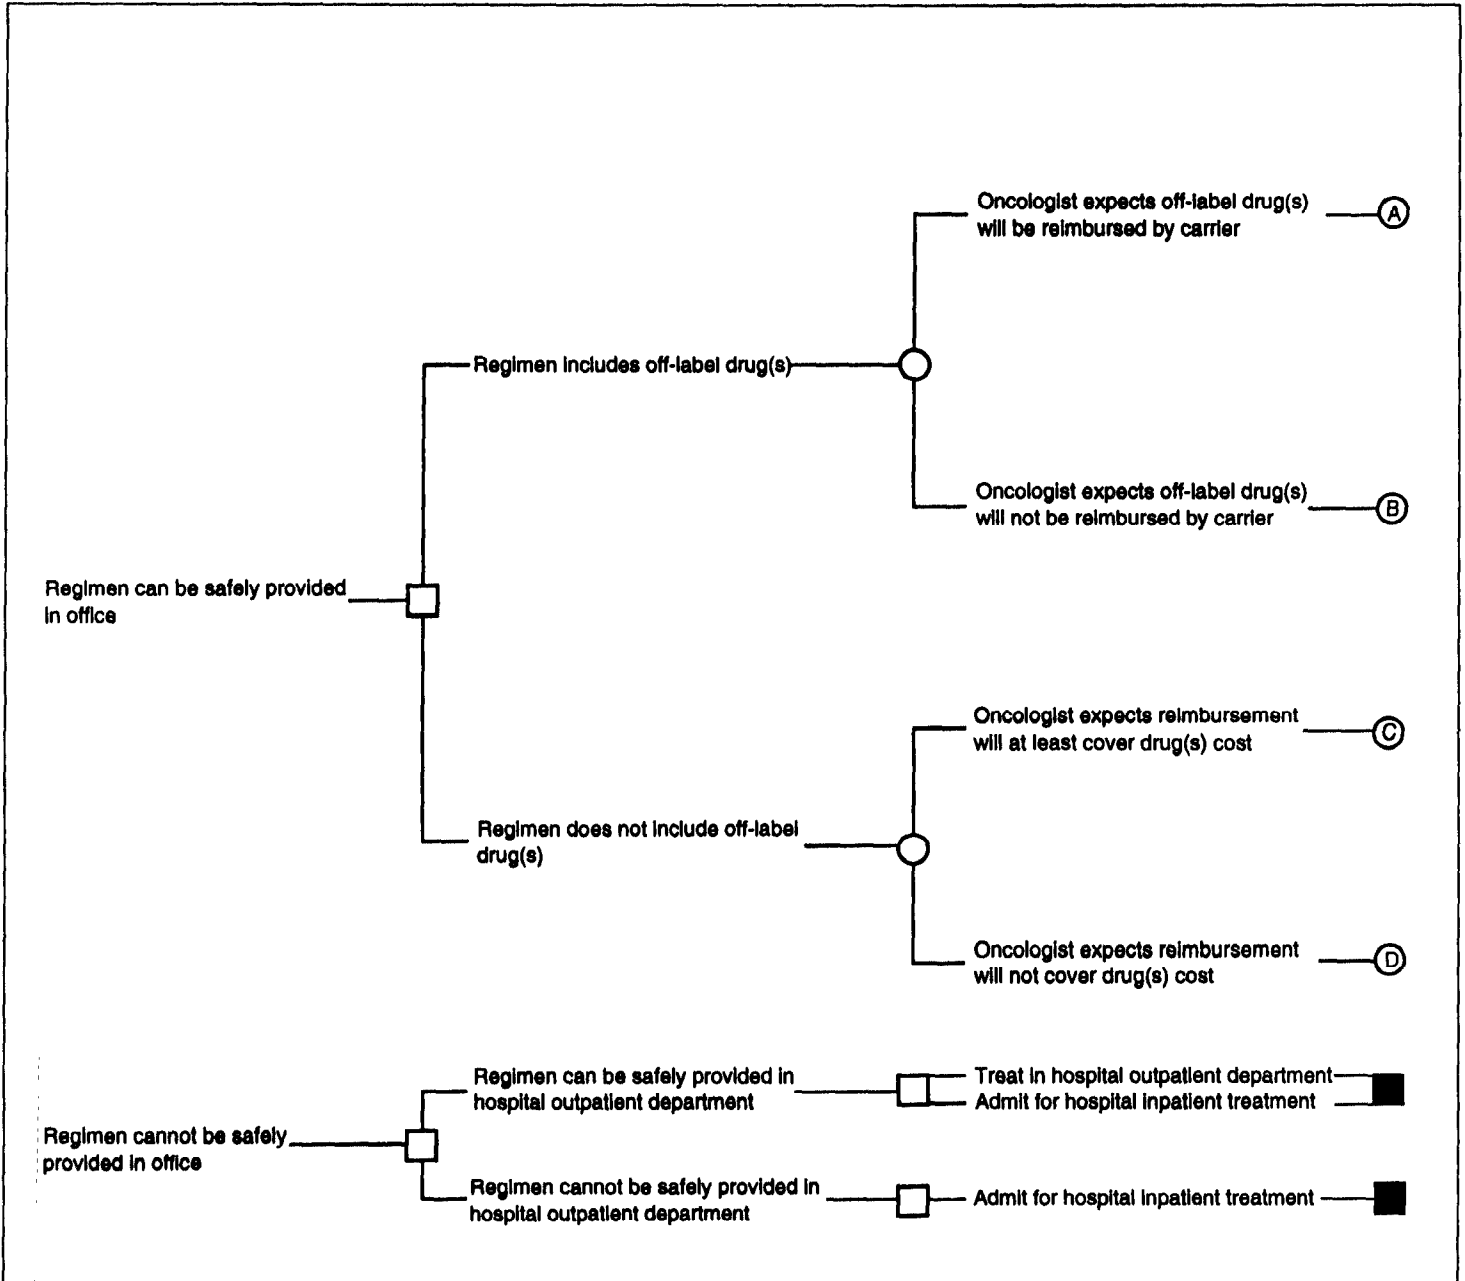 Oncologist expects off-label drug(s)
will be reimbursed by carrier
A
Regimen includes off-label drug(s)
Oncologist expects off-label drug(s)
will not be reimbursed by carrier
B
Regimen can be safely provided
in office
Oncologist expects reimbursement
will at least cover drug(s) cost
C
Regimen does not include off-label
drug(s)
Oncologist expects reimbursement
will not cover drug(s) cost
D
Regimen cannot be safely
provided in office
Regimen can be safely provided in
hospital outpatient department
Treat in hospital outpatient department
Admit for hospital inpatient treatment
Regimen cannot be safely provided in
hospital outpatient department
Admit for hospital inpatient treatment